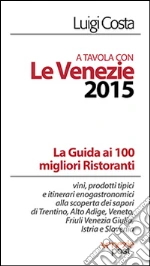 Luigi Costa
A TAVOLA CON
Le Venezie
2015
La Guida ai 100
migliori Ristoranti
vini, prodotti tipici
e itinerari enogastronomici
alla scoperta dei sapori
di Trentino, Alto Adige, Veneto,
Friuli Venezia Giulia,
Istria e Slovenia
post